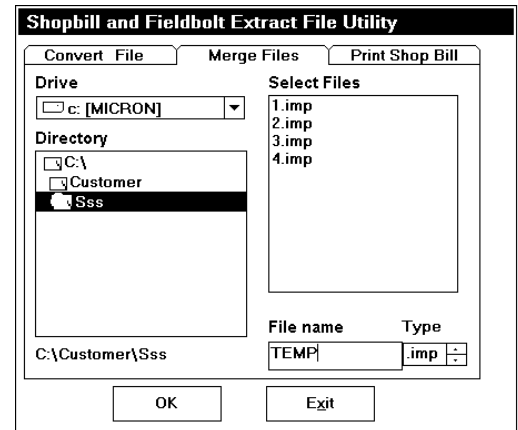 Shopbill and Fieldbolt Extract File Utility
Convert File
Merge Files
Print Shop Bill
Drive
c: [MICRON]
Directory
C:\
Customer
Sss
C:\Customer\Sss
Select Files
1.imp
2.imp
3.imp
4.imp
File name
Type
TEMP
.imp
OK
Exit